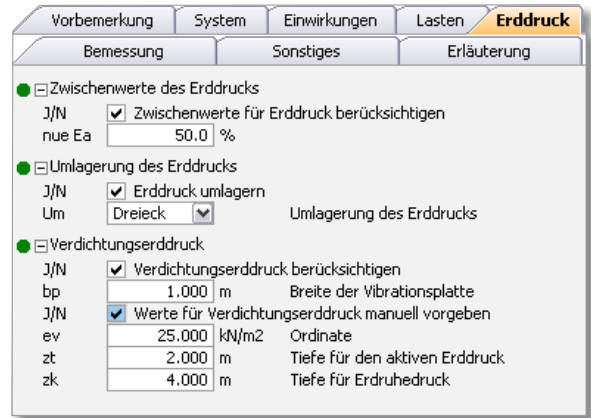 Vorbemerkung System Einwirkungen Lasten Erddruck
Bemessung Sonstiges Erläuterung
Zwischenwerte des Erddrucks
J/N Zwischenwerte für Erddruck berücksichtigen
nue Ea 50.0 %
Umlagerung des Erddrucks
J/N Erddruck umlagern
Um Dreieck Umlagerung des Erddrucks
Verdichtungserddruck
J/N Verdichtungserddruck berücksichtigen
bp 1.000 m Breite der Vibrationsplatte
J/N Werte für Verdichtungserddruck manuell vorgeben
ev 25.000 kN/m2 Ordinate
zt 2.000 m Tiefe für den aktiven Erddruck
zk 4.000 m Tiefe für Erdruhedruck